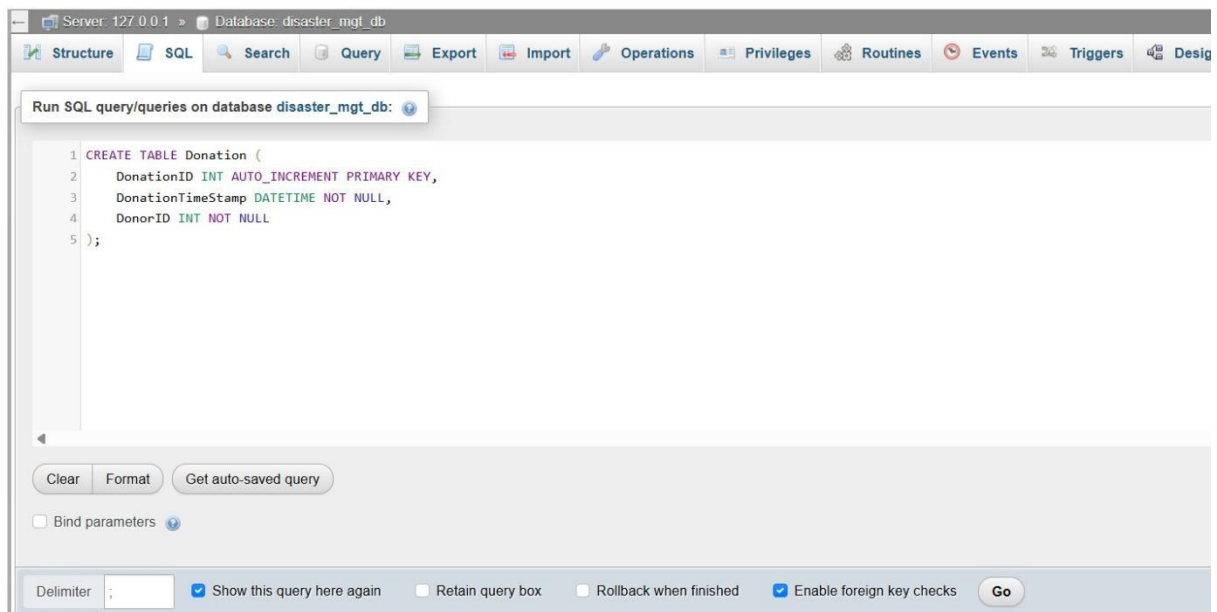 Server: 127.0.0.1 » Database: disaster_mgt_db
Structure SQL Search Query Export Import Operations Privileges Routines Events Triggers Desig
Run SQL query/queries on database disaster_mgt_db:
1 CREATE TABLE Donation (
2 DonationID INT AUTO_INCREMENT PRIMARY KEY,
3 DonationTimeStamp DATETIME NOT NULL,
4 DonorID INT NOT NULL
5 );
Clear Format Get auto-saved query
Bind parameters
Delimiter ; Show this query here again Retain query box Rollback when finished Enable foreign key checks Go